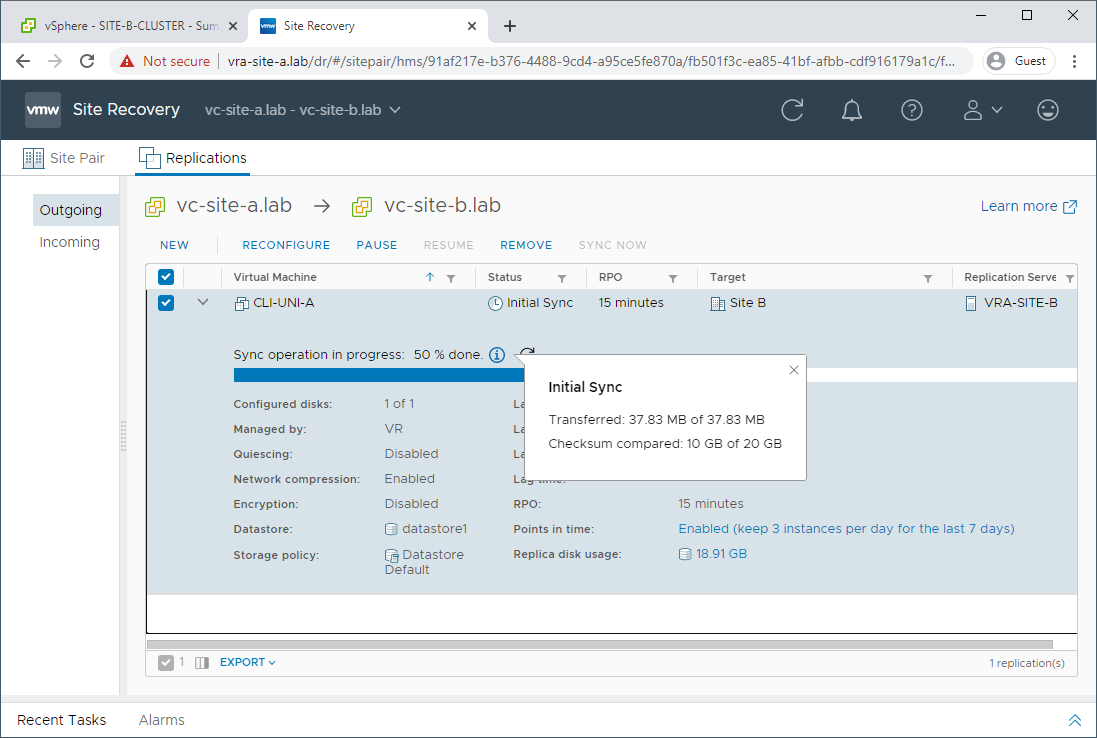 vSphere - SITE-B-CLUSTER - Sum
Site Recovery
Not secure | vra-site-a.lab/dr/#/sitepair/hms/91af217e-b376-4488-9cd4-a95ce5fe870a/fb501f3c-ea85-41bf-afbb-cdf916179a1c/f...
Guest
vmw Site Recovery vc-site-a.lab - vc-site-b.lab
Site Pair Replications
Outgoing
Incoming
vc-site-a.lab → vc-site-b.lab
Learn more
NEW RECONFIGURE PAUSE RESUME REMOVE SYNC NOW
Virtual Machine Status RPO Target Replication Serve
CLI-UNI-A Initial Sync 15 minutes Site B VRA-SITE-B
Sync operation in progress: 50 % done.
Initial Sync
Transferred: 37.83 MB of 37.83 MB
Checksum compared: 10 GB of 20 GB
Configured disks: 1 of 1 La
Managed by: VR La
Quiescing: Disabled La
Network compression: Enabled Lag time:
Encryption: Disabled RPO: 15 minutes
Datastore: datastore1 Points in time: Enabled (keep 3 instances per day for the last 7 days)
Storage policy: Datastore Default Replica disk usage: 18.91 GB
1 EXPORT 1 replication(s)
Recent Tasks Alarms